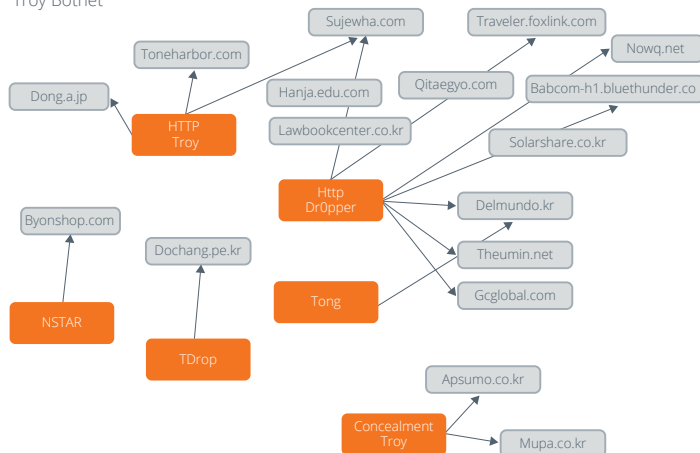 Troy Botnet
Sujewha.com
Traveler.foxlink.com
Toneharbor.com
Nowq.net
Dong.a.jp
Hanja.edu.com
Qitaegyo.com
Babcom-h1.bluethunder.co
HTTP
Troy
Lawbookcenter.co.kr
Solarshare.co.kr
Http
Dr0pper
Delmundo.kr
Byonshop.com
Dochang.pe.kr
Theumin.net
Tong
Gcglobal.com
NSTAR
TDrop
Apsumo.co.kr
Concealment
Troy
Mupa.co.kr